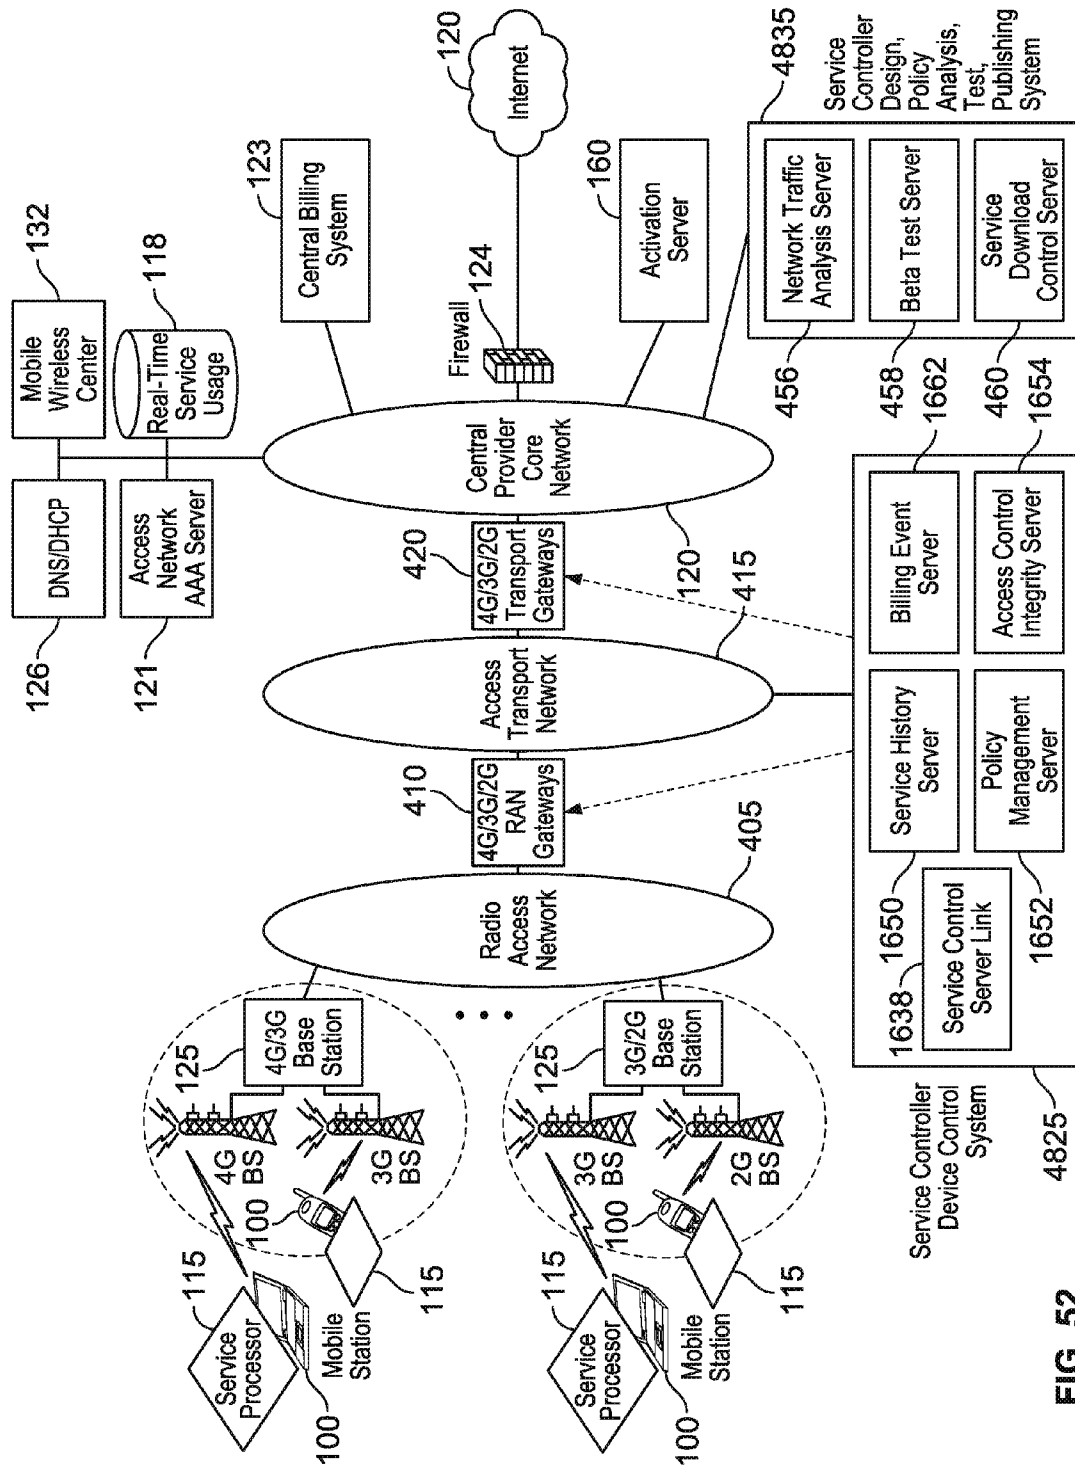 Mobile
Wireless
Center
132
Real-Time
Service
Usage
118
DNS/DHCP
126
Access
Network
AAA Server
121
Central Billing
System
123
Internet
120
Firewall
124
Activation
Server
160
Central
Provider
Core
Network
120
4G/3G/2G
Transport
Gateways
420
Access
Transport
Network
415
4G/3G/2G
RAN
Gateways
410
Radio
Access
Network
405
4G/3G
Base
Station
125
4G
BS
3G
BS
100
115
Service
Processor
115
Mobile
Station
100
3G/2G
Base
Station
125
3G
BS
2G
BS
100
115
Service
Processor
115
Mobile
Station
100
Service
Controller
Design,
Policy
Analysis,
Test,
Publishing
System
4835
Network Traffic
Analysis Server
456
Beta Test Server
458
Service
Download
Control Server
460
Billing Event
Server
1662
Access Control
Integrity Server
1654
Service History
Server
1650
Policy
Management
Server
1652
Service Control
Server Link
1638
Service Controller
Device Control
System
4825
FIG. 52